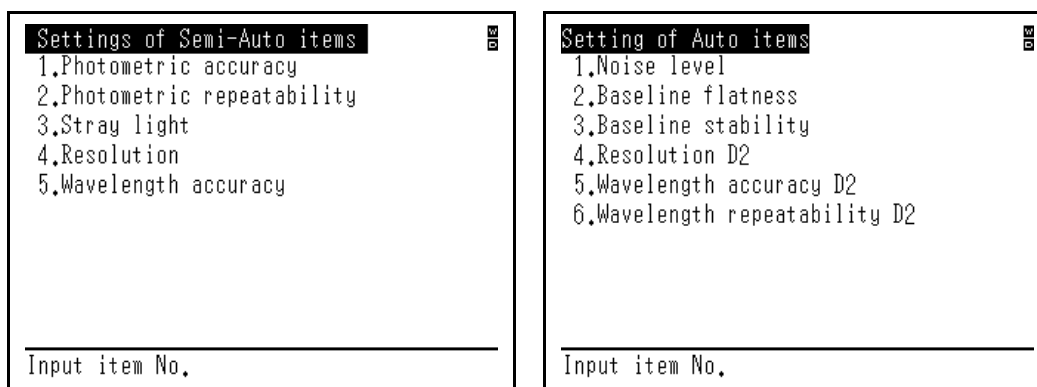 Settings of Semi-Auto items
1.Photometric accuracy
2.Photometric repeatability
3.Stray light
4.Resolution
5.Wavelength accuracy
Input item No.
Setting of Auto items
1.Noise level
2.Baseline flatness
3.Baseline stability
4.Resolution D2
5.Wavelength accuracy D2
6.Wavelength repeatability D2
Input item No.